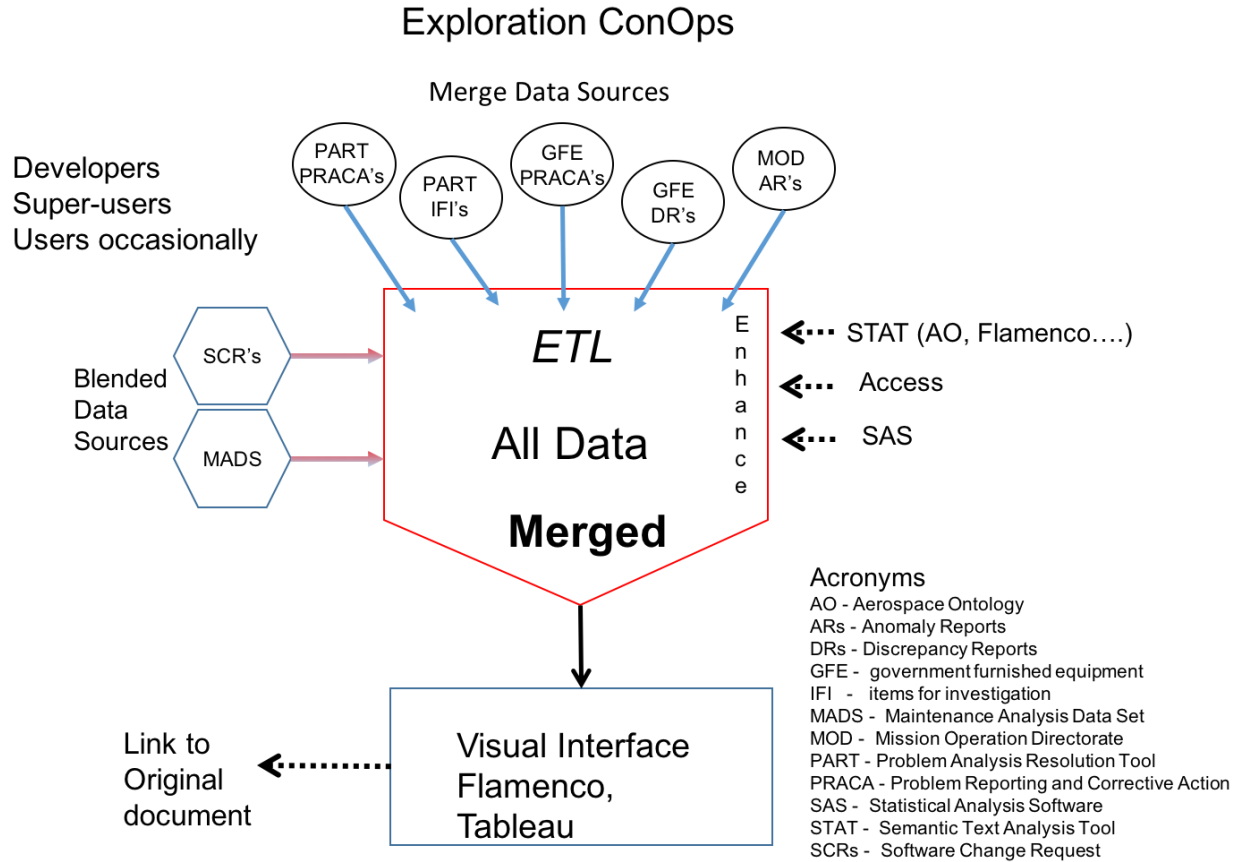 Exploration ConOps
Merge Data Sources
Developers
Super-users
Users occasionally
PART
PRACA's
PART
IFI's
GFE
PRACA's
GFE
DR's
MOD
AR's
Blended
Data
Sources
SCR's
MADS
ETL
All Data
Merged
Enhance
STAT (AO, Flamenco....)
Access
SAS
Link to
Original
document
Visual Interface
Flamenco,
Tableau
Acronyms
AO - Aerospace Ontology
ARs - Anomaly Reports
DRs - Discrepancy Reports
GFE - government furnished equipment
IFI - items for investigation
MADS - Maintenance Analysis Data Set
MOD - Mission Operation Directorate
PART - Problem Analysis Resolution Tool
PRACA - Problem Reporting and Corrective Action
SAS - Statistical Analysis Software
STAT - Semantic Text Analysis Tool
SCRs - Software Change Request